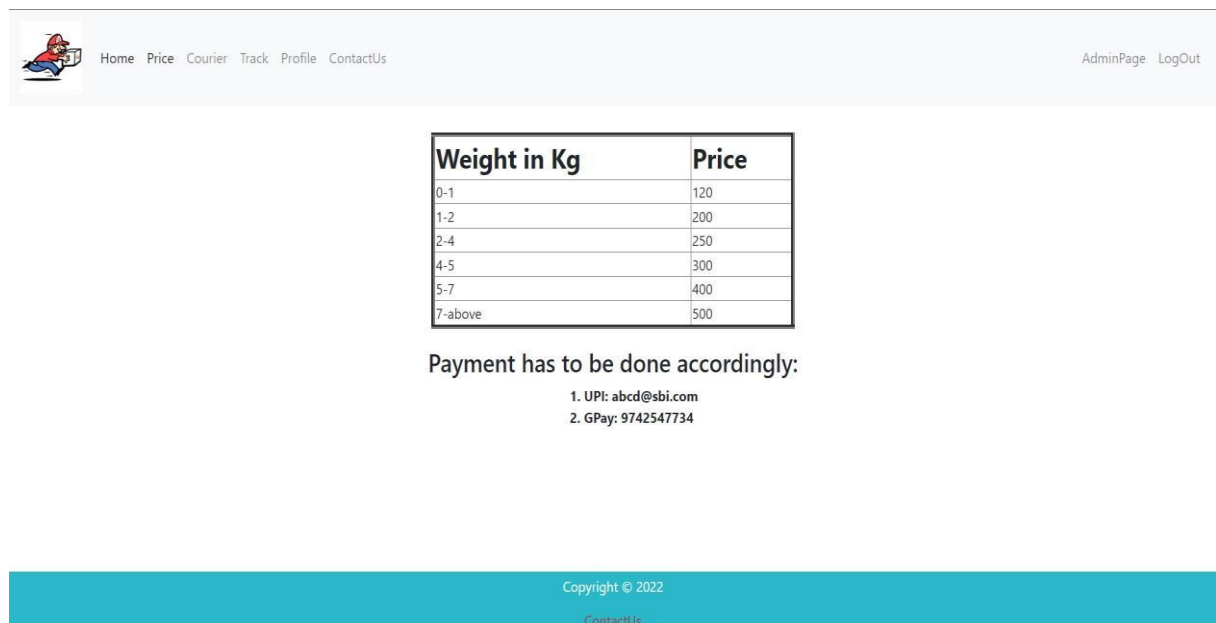 Home Price Courier Track Profile ContactUs AdminPage LogOut
Weight in Kg Price
0-1 120
1-2 200
2-4 250
4-5 300
5-7 400
7-above 500
Payment has to be done accordingly:
1. UPI: abcd@sbi.com
2. GPay: 9742547734
Copyright © 2022
ContactUs